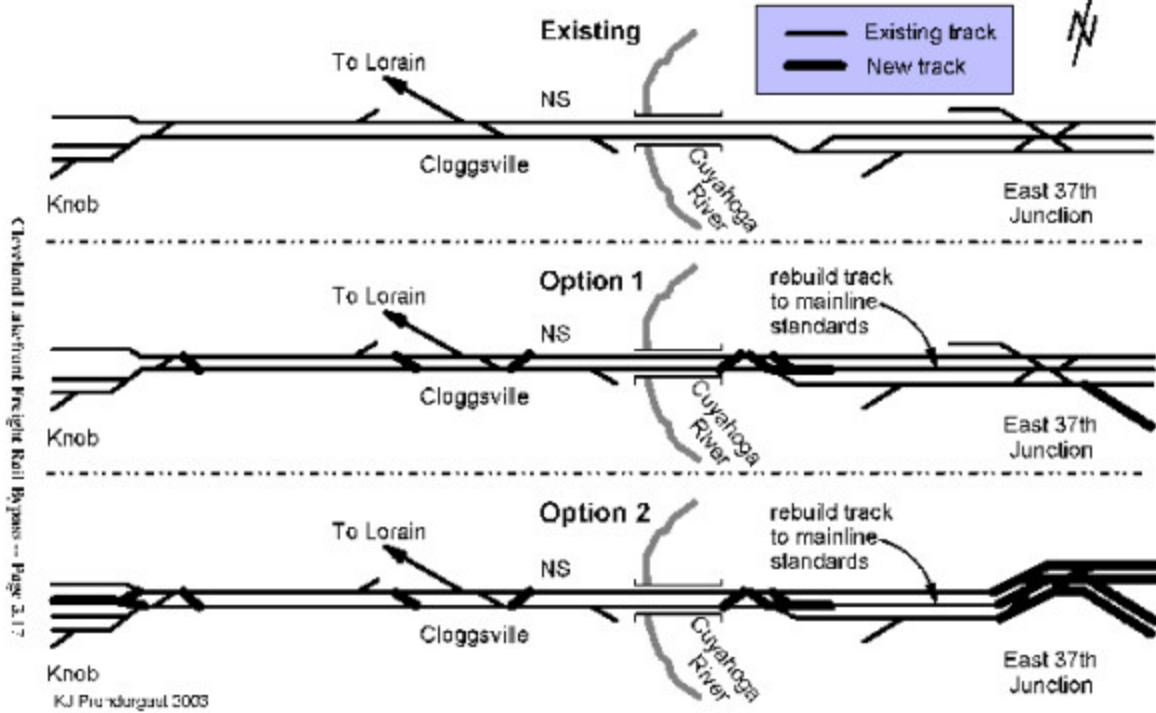 Existing
Existing track
New track
To Lorain
NS
Cloggsville
Cuyahoga
River
Knob
East 37th
Junction
Option 1
rebuild track
to mainline
standards
To Lorain
NS
Cloggsville
Cuyahoga
River
Knob
East 37th
Junction
Option 2
rebuild track
to mainline
standards
To Lorain
NS
Cloggsville
Cuyahoga
River
Knob
East 37th
Junction
KJ Prendergast 2003
Cleveland Lakefront Freight Rail Bypass -- Page 3.17
N